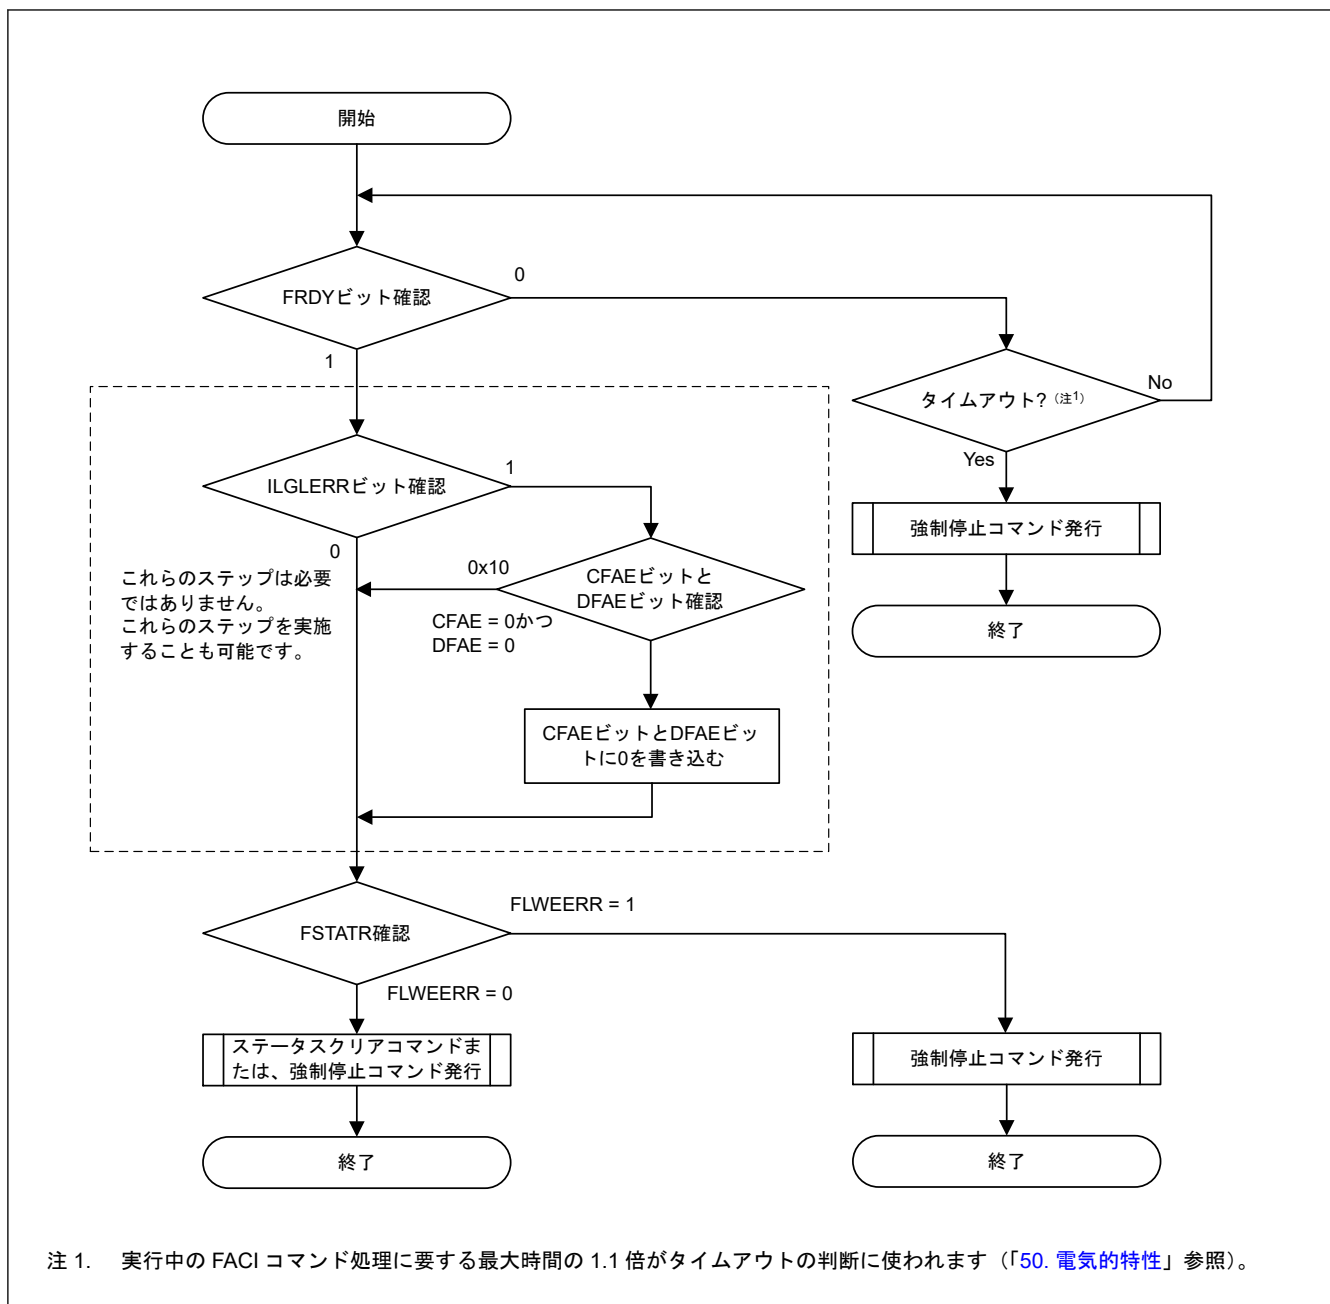 開始
FRDYビット確認
0
1
タイムアウト? (注1)
No
Yes
強制停止コマンド発行
終了
ILGLERRビット確認
1
0
これらのステップは必要
ではありません。
これらのステップを実施
することも可能です。
0x10
CFAEビットと
DFAEビット確認
CFAE = 0かつ
DFAE = 0
CFAEビットとDFAEビッ
トに0を書き込む
FSTATR確認
FLWEERR = 1
FLWEERR = 0
ステータスクリアコマンドま
たは、強制停止コマンド発行
終了
強制停止コマンド発行
終了
注 1. 実行中の FACI コマンド処理に要する最大時間の 1.1 倍がタイムアウトの判断に使われます（「50. 電気的特性」参照）。